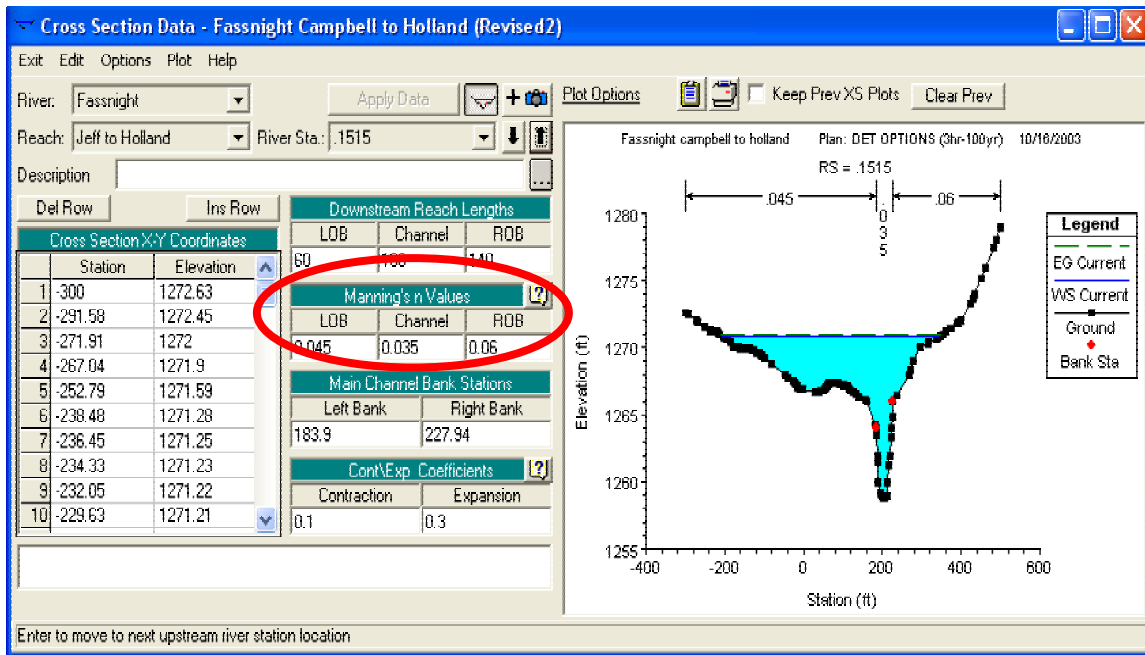 Cross Section Data - Fassnight Campbell to Holland (Revised2)
Exit Edit Options Plot Help
River: Fassnight
Apply Data
Plot Options
Keep Prev XS Plots
Clear Prev
Reach: Jeff to Holland
River Sta.: .1515
Description
...
Del Row
Ins Row
Cross Section X-Y Coordinates
Station Elevation
1 -300 1272.63
2 -291.58 1272.45
3 -271.91 1272
4 -267.04 1271.9
5 -252.79 1271.59
6 -238.48 1271.28
7 -236.45 1271.25
8 -234.33 1271.23
9 -232.05 1271.22
10 -229.63 1271.21
Downstream Reach Lengths
LOB Channel ROB
60 140
Manning's n Values
LOB Channel ROB
0.045 0.035 0.06
Main Channel Bank Stations
Left Bank Right Bank
183.9 227.94
Cont\Exp Coefficients
Contraction Expansion
0.1 0.3
Fassnight campbell to holland Plan: DET OPTIONS (3hr-100yr) 10/16/2003
RS = .1515
.045 .035 .06
1280
1275
1270
1265
1260
1255
Elevation (ft)
-400 -200 0 200 400 600
Station (ft)
Legend
EG Current
WS Current
Ground
Bank Sta
Enter to move to next upstream river station location